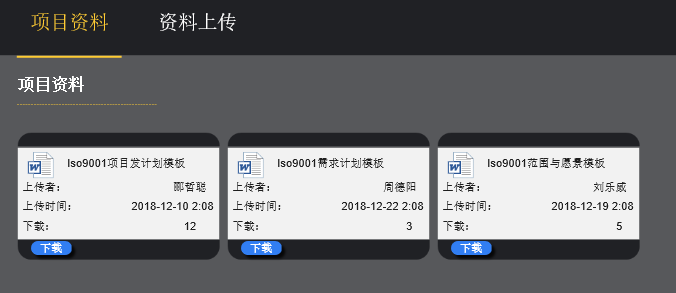 项目资料 资料上传
项目资料
Iso9001项目发计划模板
上传者： 郦哲聪
上传时间： 2018-12-10 2:08
下载： 12
下载
Iso9001需求计划模板
上传者： 周德阳
上传时间： 2018-12-22 2:08
下载： 3
下载
Iso9001范围与愿景模板
上传者： 刘乐威
上传时间： 2018-12-19 2:08
下载： 5
下载